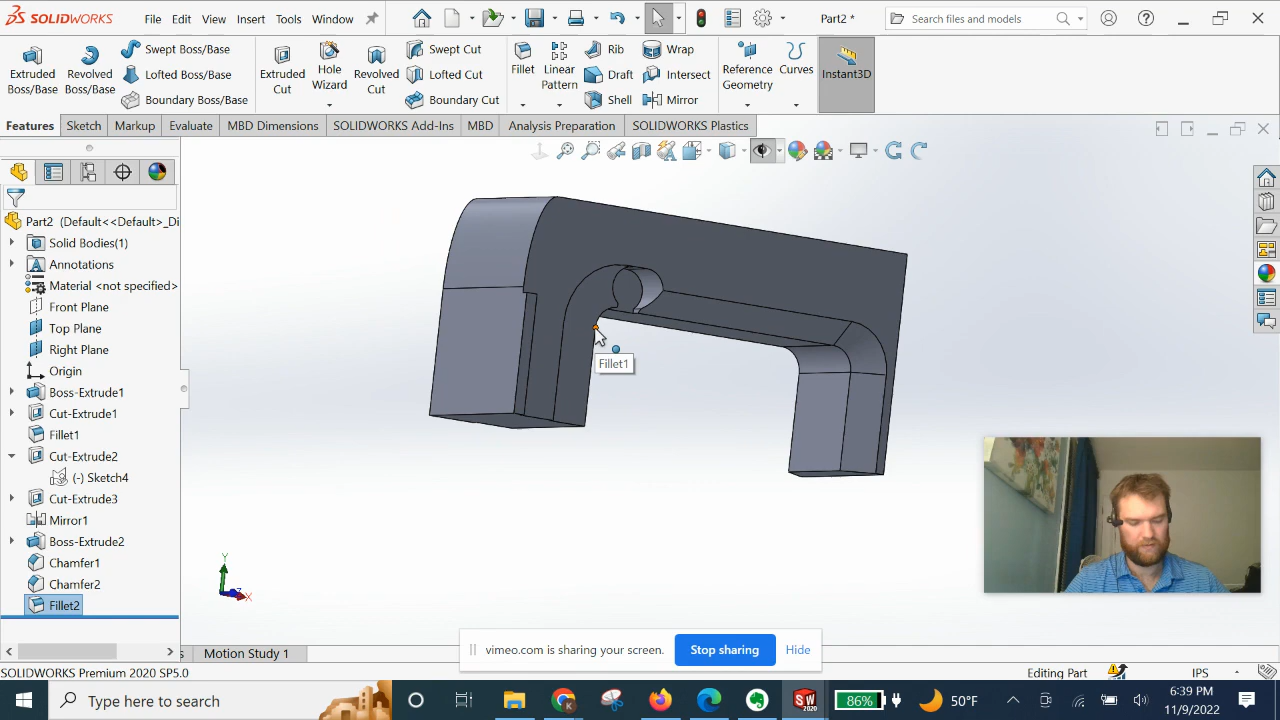 SOLIDWORKS File Edit View Insert Tools Window Part2 * Search files and models
Extruded Boss/Base
Revolved Boss/Base
Swept Boss/Base
Lofted Boss/Base
Boundary Boss/Base
Extruded Cut
Hole Wizard
Revolved Cut
Swept Cut
Lofted Cut
Boundary Cut
Fillet
Linear Pattern
Rib
Draft
Shell
Wrap
Intersect
Mirror
Reference Geometry
Curves
Instant3D
Features Sketch Markup Evaluate MBD Dimensions SOLIDWORKS Add-Ins MBD Analysis Preparation SOLIDWORKS Plastics
Part2 (Default<<Default>_Di
Solid Bodies(1)
Annotations
Material <not specified>
Front Plane
Top Plane
Right Plane
Origin
Boss-Extrude1
Cut-Extrude1
Fillet1
Cut-Extrude2
(-) Sketch4
Cut-Extrude3
Mirror1
Boss-Extrude2
Chamfer1
Chamfer2
Fillet2
Fillet1
Y
X
Motion Study 1
vimeo.com is sharing your screen. Stop sharing Hide
SOLIDWORKS Premium 2020 SP5.0 Editing Part IPS
Type here to search 86% 50°F 6:39 PM
11/9/2022